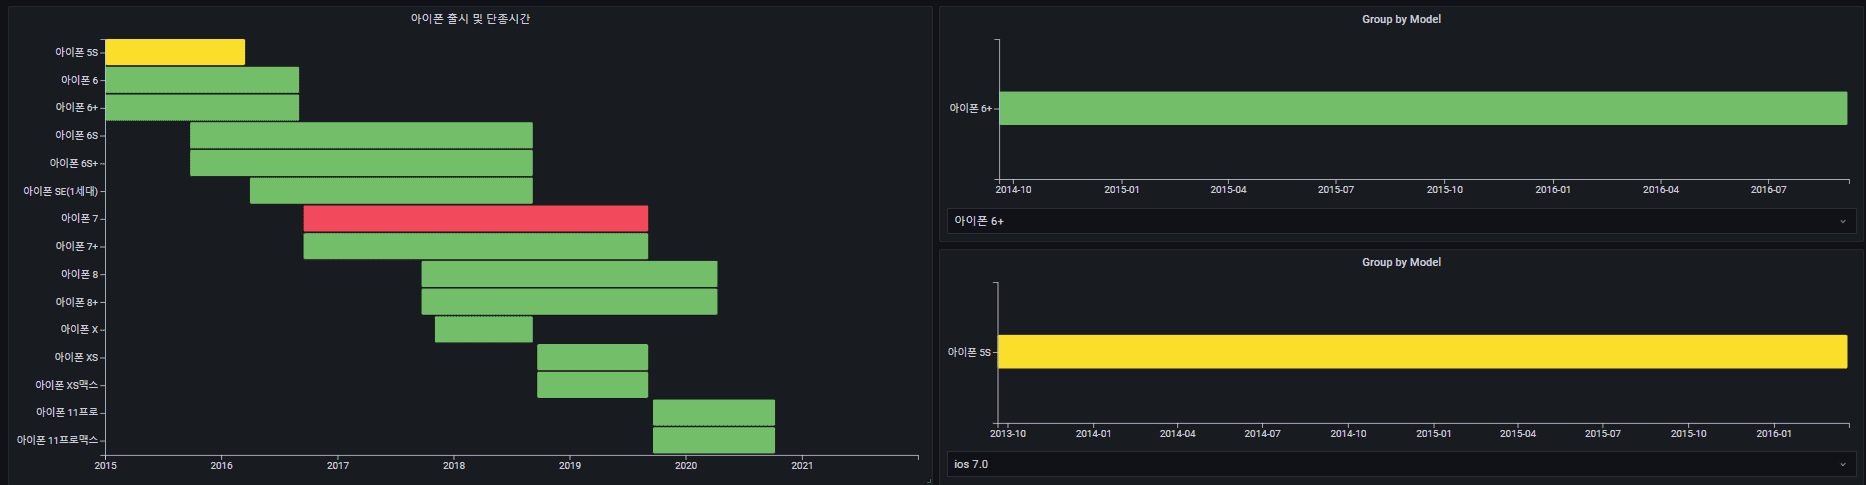 아이폰 출시 및 단종시간
아이폰 5S
아이폰 6
아이폰 6+
아이폰 6S
아이폰 6S+
아이폰 SE(1세대)
아이폰 7
아이폰 7+
아이폰 8
아이폰 8+
아이폰 X
아이폰 XS
아이폰 XS맥스
아이폰 11프로
아이폰 11프로맥스
2015 2016 2017 2018 2019 2020 2021
Group by Model
아이폰 6+
2014-10 2015-01 2015-04 2015-07 2015-10 2016-01 2016-04 2016-07
아이폰 6+
Group by Model
아이폰 5S
2013-10 2014-01 2014-04 2014-07 2014-10 2015-01 2015-04 2015-07 2015-10 2016-01
ios 7.0